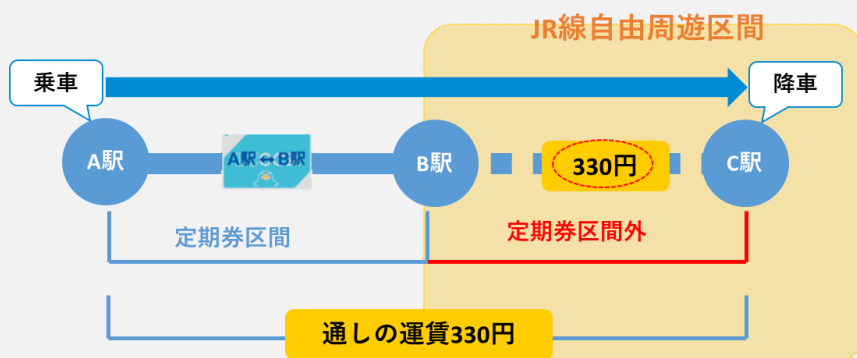 JR線自由周遊区間
乗車
降車
A駅
A駅↔B駅
B駅
330円
C駅
定期券区間
定期券区間外
通しの運賃330円